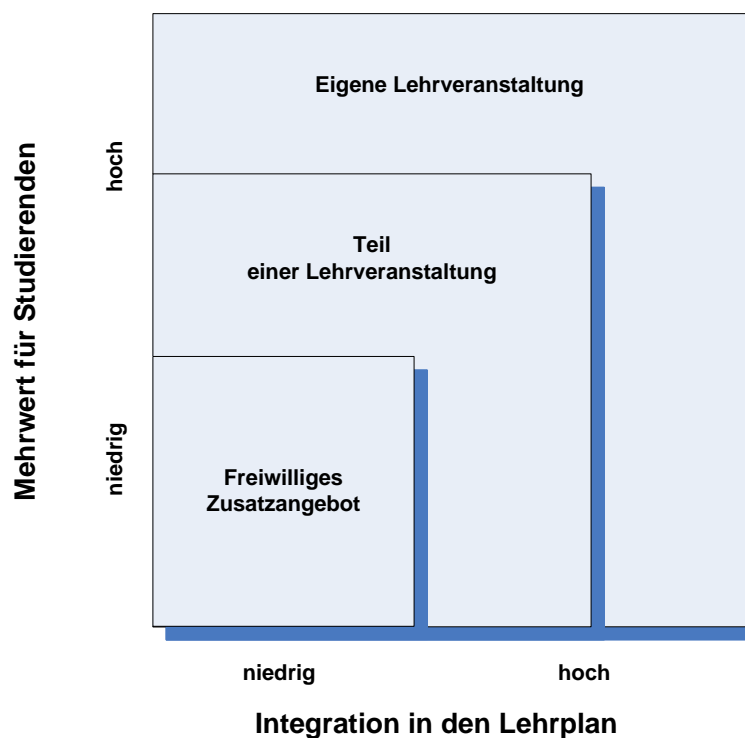 Eigene Lehrveranstaltung
hoch
Teil
einer Lehrveranstaltung
Mehrwert für Studierenden
niedrig
Freiwilliges
Zusatzangebot
niedrig
hoch
Integration in den Lehrplan